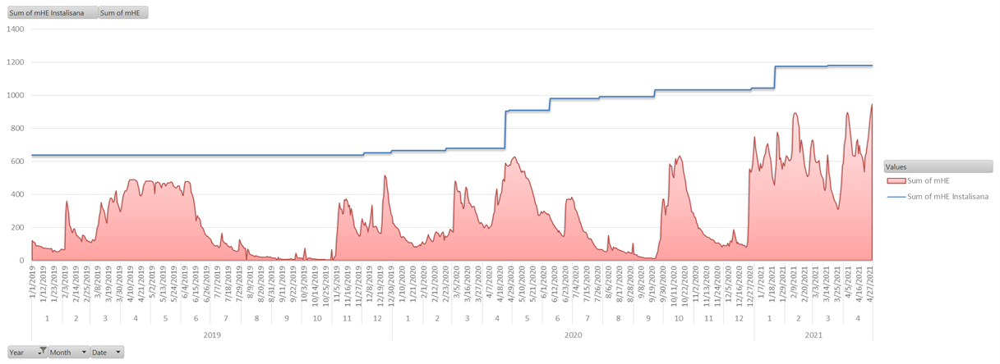 Sum of mHE Instalisana Sum of mHE
1400
1200
1000
800
600
400
200
0
Values
Sum of mHE
Sum of mHE Instalisana
1/1/2019 1/12/2019 1/23/2019 2/3/2019 2/14/2019 2/25/2019 3/8/2019 3/19/2019 3/30/2019 4/10/2019 4/21/2019 5/2/2019 5/13/2019 5/24/2019 6/4/2019 6/15/2019 6/26/2019 7/7/2019 7/18/2019 7/29/2019 8/9/2019 8/20/2019 8/31/2019 9/11/2019 9/22/2019 10/3/2019 10/14/2019 10/25/2019 11/5/2019 11/16/2019 11/27/2019 12/8/2019 12/19/2019 12/30/2019 1/10/2020 1/21/2020 2/1/2020 2/12/2020 2/23/2020 3/5/2020 3/16/2020 3/27/2020 4/7/2020 4/18/2020 4/29/2020 5/10/2020 5/21/2020 6/1/2020 6/12/2020 6/23/2020 7/4/2020 7/15/2020 7/26/2020 8/6/2020 8/17/2020 8/28/2020 9/8/2020 9/19/2020 9/30/2020 10/11/2020 10/22/2020 11/2/2020 11/13/2020 11/24/2020 12/5/2020 12/16/2020 12/27/2020 1/7/2021 1/18/2021 1/29/2021 2/9/2021 2/20/2021 3/3/2021 3/14/2021 3/25/2021 4/5/2021 4/16/2021 4/27/2021
1 2 3 4 5 6 7 8 9 10 11 12 1 2 3 4 5 6 7 8 9 10 11 12 1 2 3 4
2019 2020 2021
Year Month Date